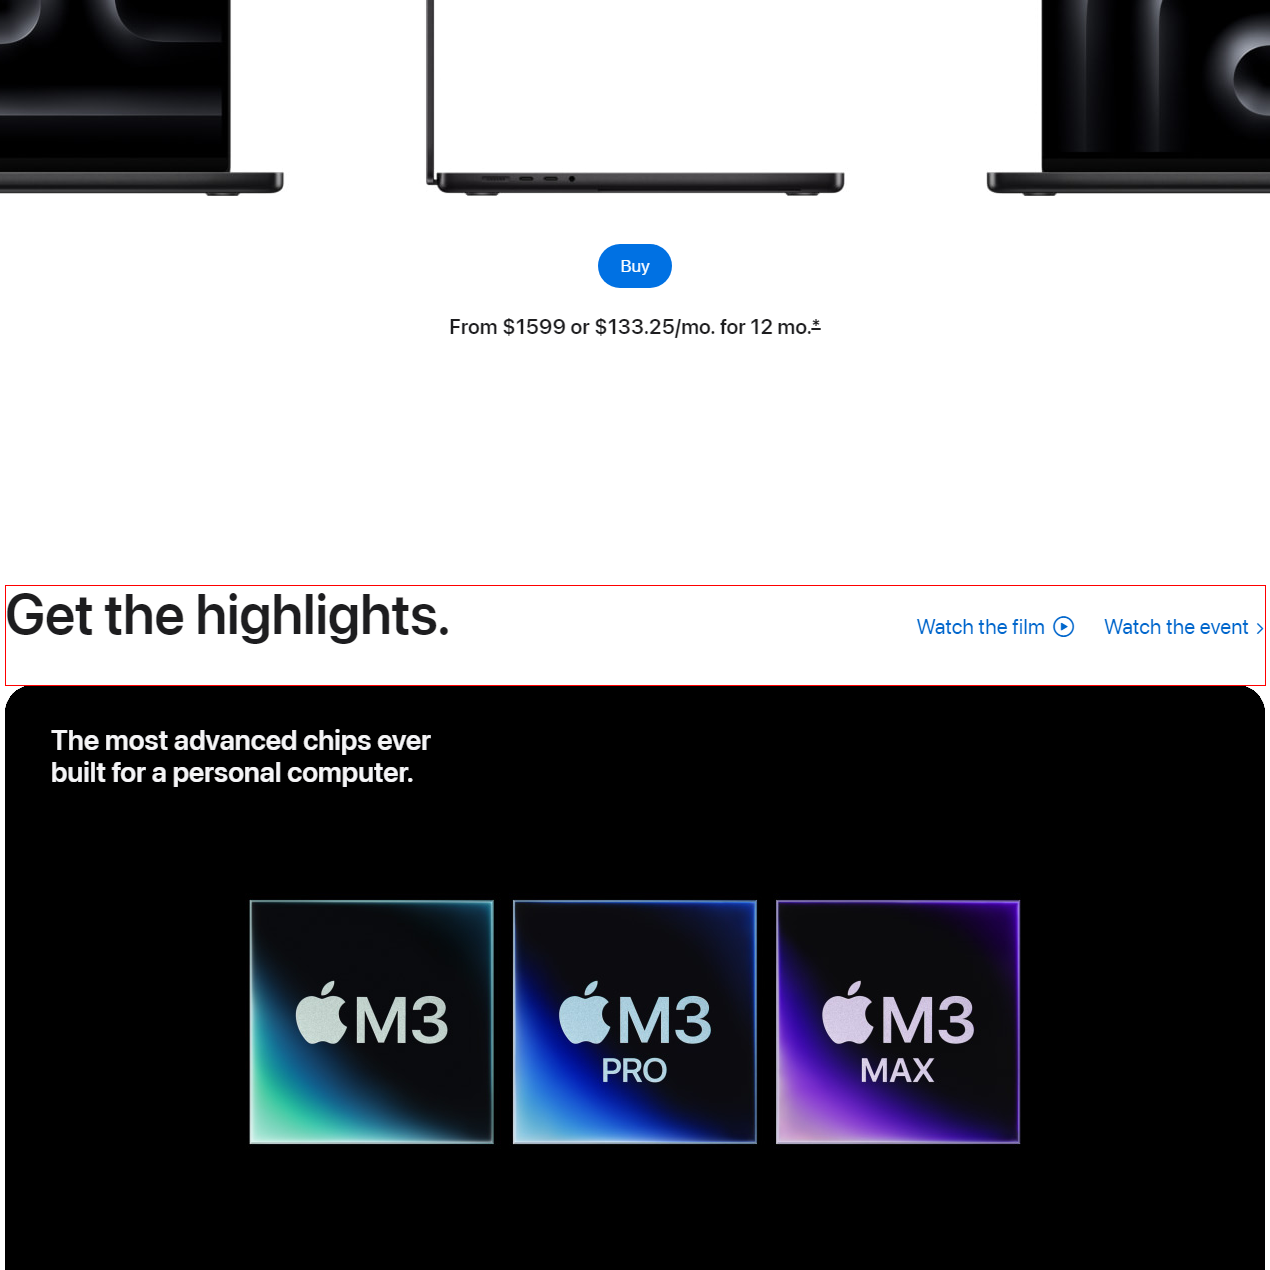 Buy
From $1599 or $133.25/mo. for 12 mo.*
Get the highlights.
Watch the film
Watch the event
The most advanced chips ever
built for a personal computer.
M3
M3
PRO
M3
MAX